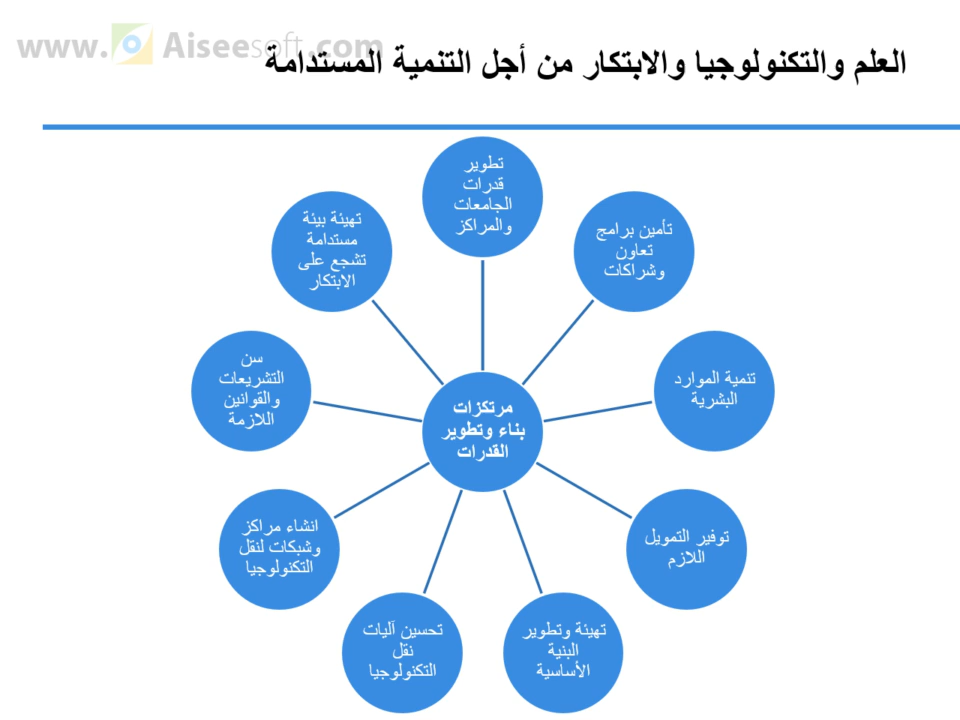 www.Aiseesoft.com
العلم والتكنولوجيا والابتكار من أجل التنمية المستدامة
تطوير
قدرات
الجامعات
والمراكز
تأمين برامج
تعاون
وشراكات
تنمية الموارد
البشرية
توفير التمويل
اللازم
تهيئة وتطوير
البنية
الأساسية
تحسين آليات
نقل
التكنولوجيا
انشاء مراكز
وشبكات لنقل
التكنولوجيا
سن
التشريعات
والقوانين
اللازمة
تهيئة بيئة
مستدامة
تشجع على
الابتكار
مرتكزات
بناء وتطوير
القدرات